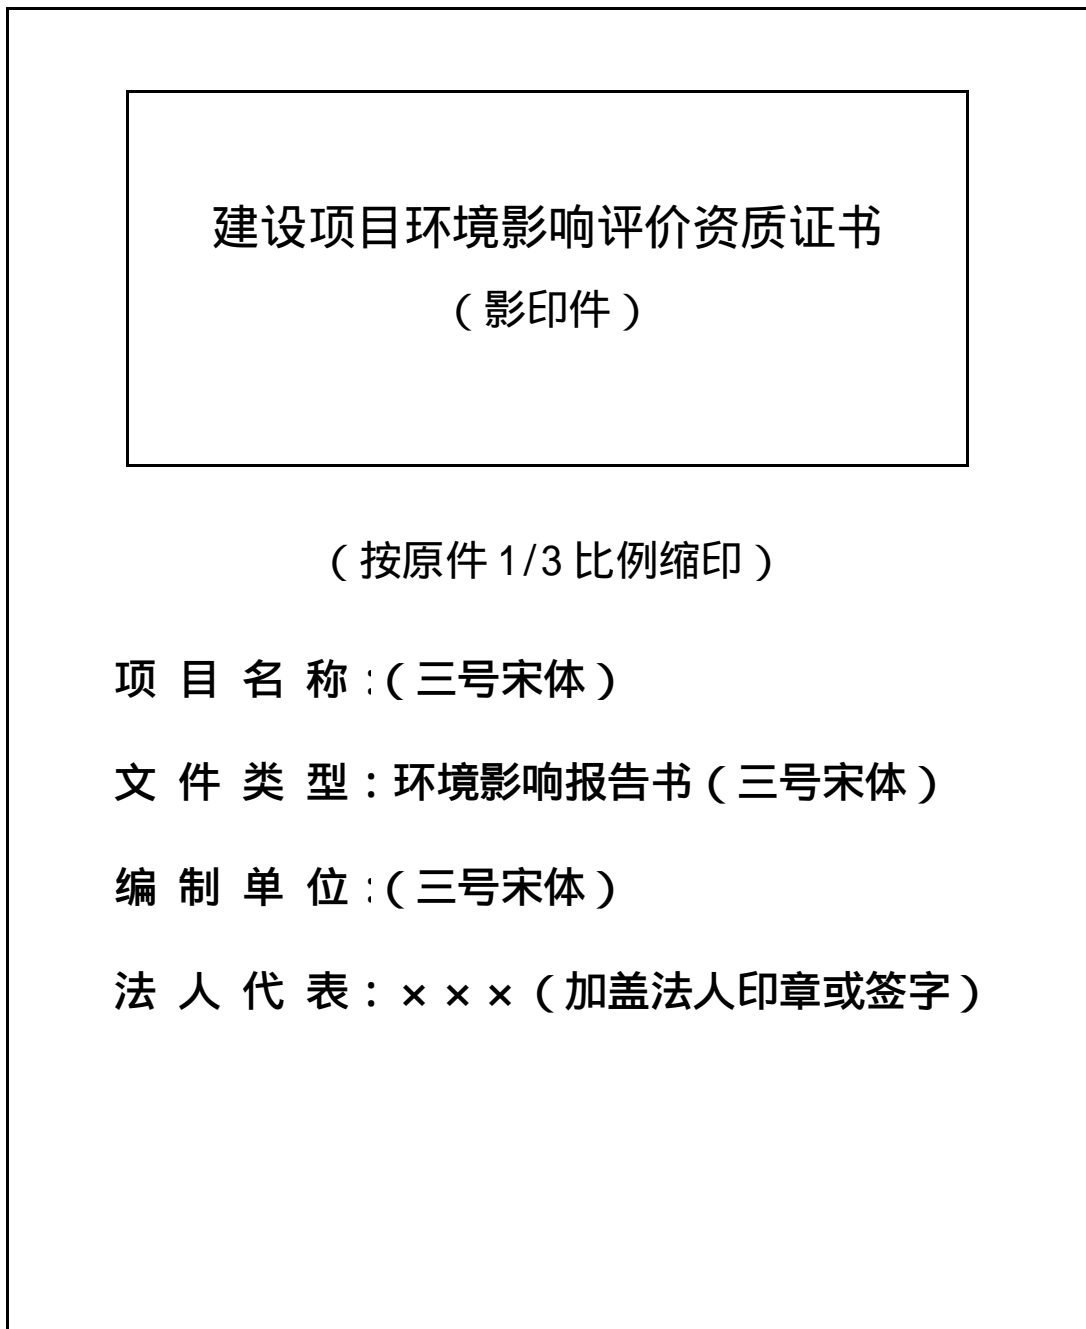 建设项目环境影响评价资质证书
（影印件）
（按原件 1/3 比例缩印）
项 目 名 称：（三号宋体）
文 件 类 型：环境影响报告书（三号宋体）
编 制 单 位：（三号宋体）
法 人 代 表：×××（加盖法人印章或签字）